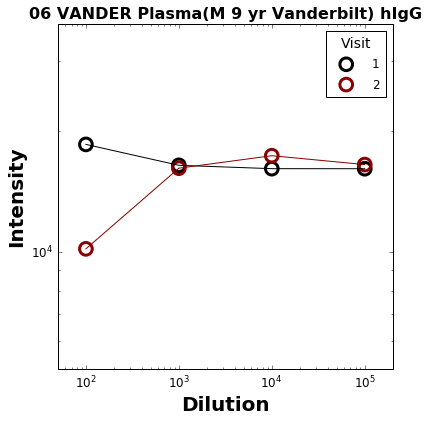 06 VANDER Plasma(M 9 yr Vanderbilt) hIgG
Visit
1
2
Intensity
10^4
10^2 10^3 10^4 10^5
Dilution